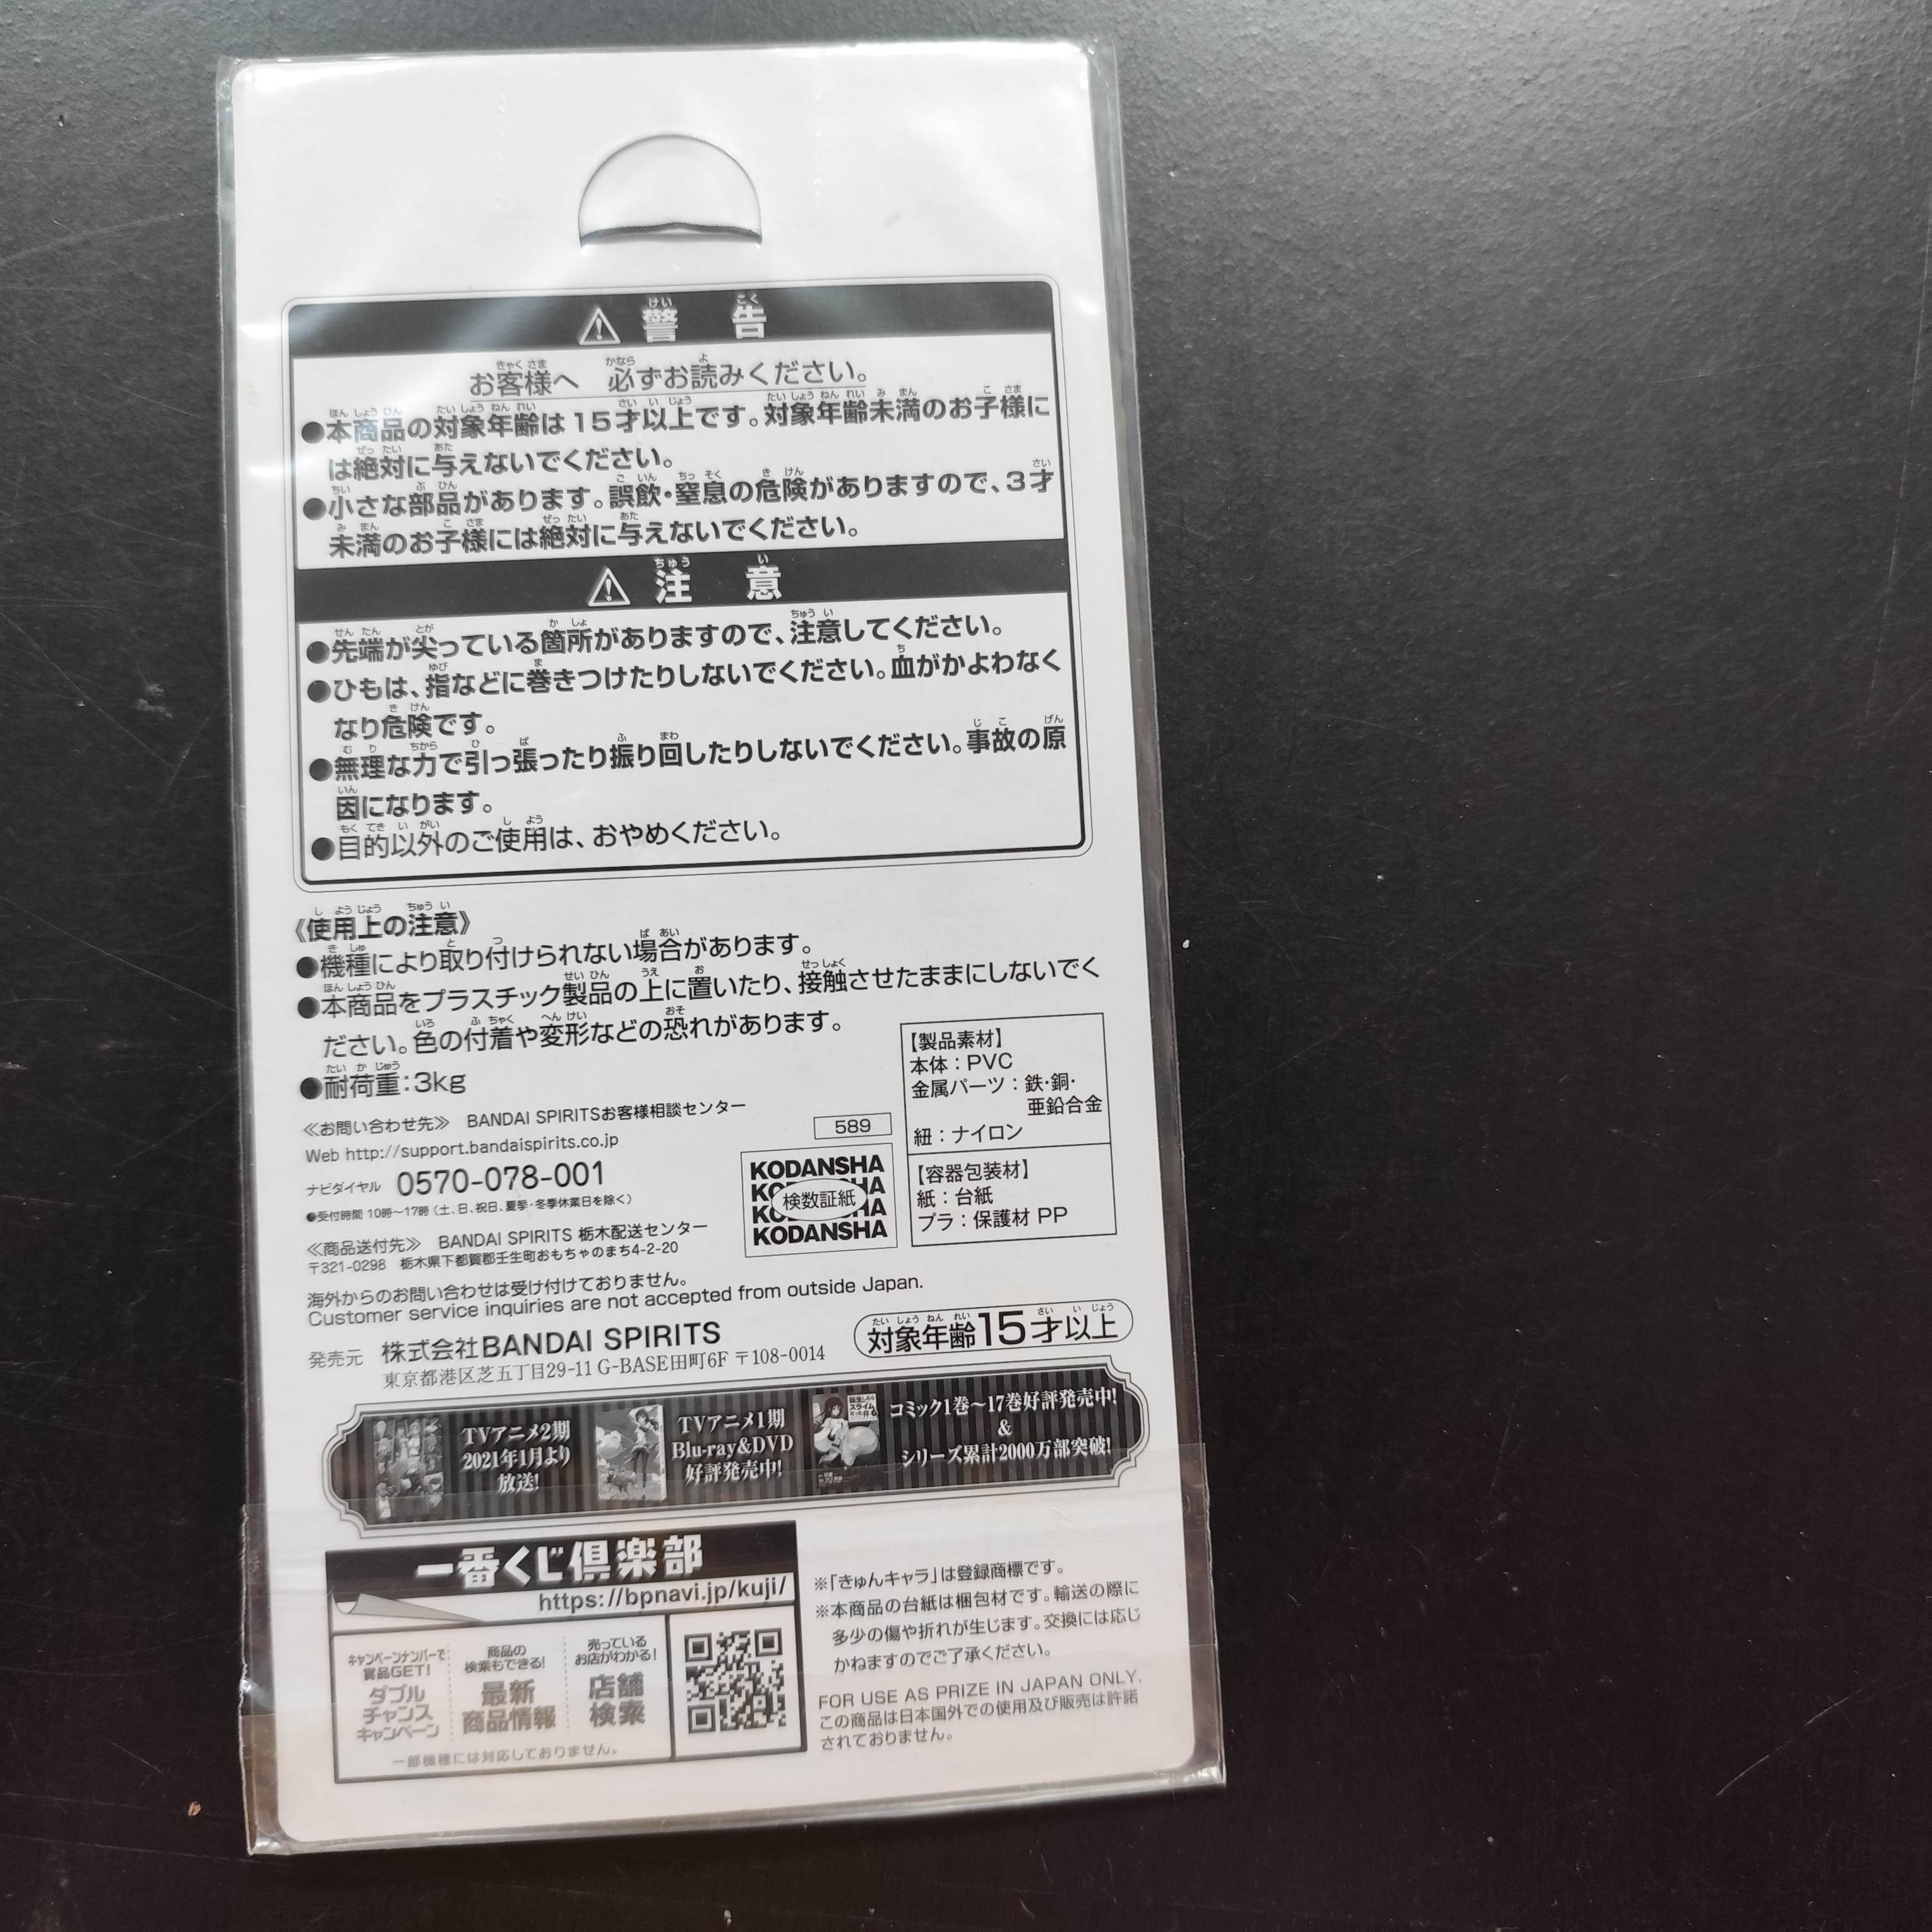 警告
お客様へ 必ずお読みください。
●本商品の対象年齢は15才以上です。対象年齢未満のお子様に
は絶対に与えないでください。
●小さな部品があります。誤飲・窒息の危険がありますので、3才
未満のお子様には絶対に与えないでください。
注意
●先端が尖っている箇所がありますので、注意してください。
●ひもは、指などに巻きつけたりしないでください。血がかよわなく
なり危険です。
●無理な力で引っ張ったり振り回したりしないでください。事故の原
因になります。
●目的以外のご使用は、おやめください。
《使用上の注意》
●機種により取り付けられない場合があります。
●本商品をプラスチック製品の上に置いたり、接触させたままにしないでく
ださい。色の付着や変形などの恐れがあります。
●耐荷重:3kg
【製品素材】
本体:PVC
金属パーツ:鉄・銅・
亜鉛合金
紐:ナイロン
【容器包装材】
紙:台紙
プラ:保護材 PP
≪お問い合わせ先≫ BANDAI SPIRITSお客様相談センター
Web http://support.bandaispirits.co.jp
ナビダイヤル 0570-078-001
●受付時間 10時〜17時(土、日、祝日、夏季・冬季休業日を除く)
≪商品送付先≫ BANDAI SPIRITS 栃木配送センター
〒321-0298 栃木県下都賀郡壬生町おもちゃのまち4-2-20
589
KODANSHA
KODANSHA
検数証紙
KODANSHA
KODANSHA
海外からのお問い合わせは受け付けておりません。
Customer service inquiries are not accepted from outside Japan.
発売元 株式会社BANDAI SPIRITS
東京都港区芝五丁目29-11 G-BASE田町6F 〒108-0014
対象年齢15才以上
TVアニメ2期
2021年1月より
放送!
TVアニメ1期
Blu-ray&DVD
好評発売中!
コミック1巻〜17巻好評発売中!
&
シリーズ累計2000万部突破!
一番くじ倶楽部
https://bpnavi.jp/kuji/
キャンペーンナンバーで
賞品GET!
ダブル
チャンス
キャンペーン
商品の
検索もできる!
最新
商品情報
売っている
お店がわかる!
店舗
検索
一部機種には対応しておりません。
※「きゅんキャラ」は登録商標です。
※本商品の台紙は梱包材です。輸送の際に
多少の傷や折れが生じます。交換には応じ
かねますのでご了承ください。
FOR USE AS PRIZE IN JAPAN ONLY.
この商品は日本国外での使用及び販売は許諾
されておりません。